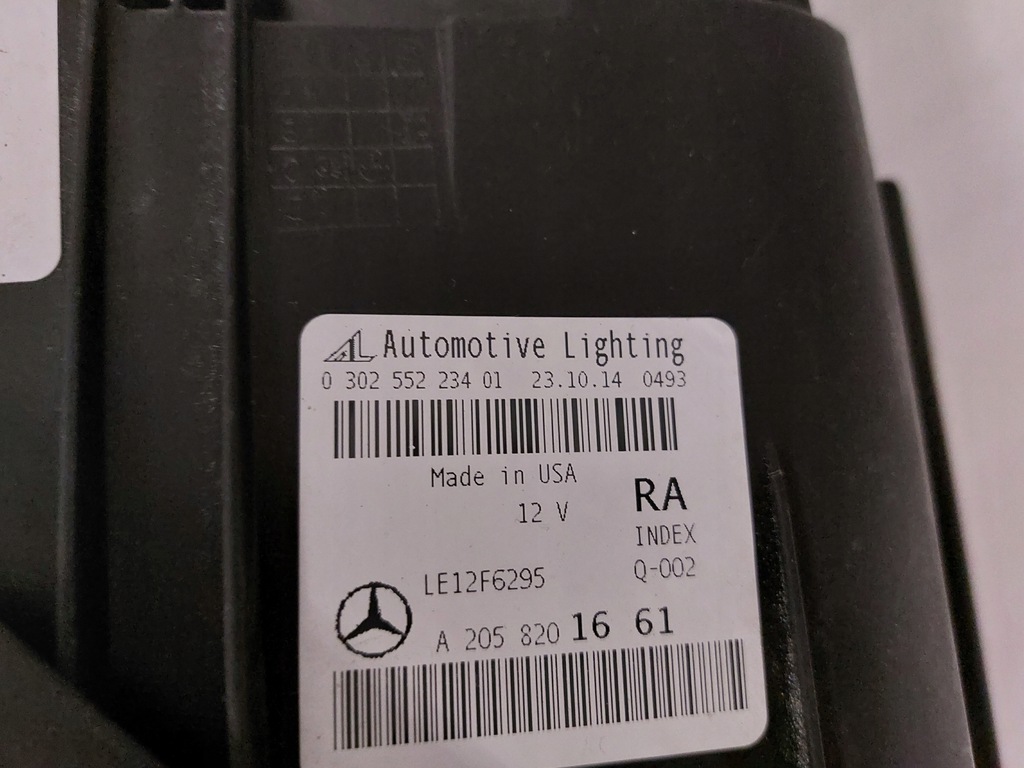 AL Automotive Lighting
0 302 552 234 01 23.10.14 0493
Made in USA
12 V
RA
INDEX
Q-002
LE12F6295
A 205 820 16 61